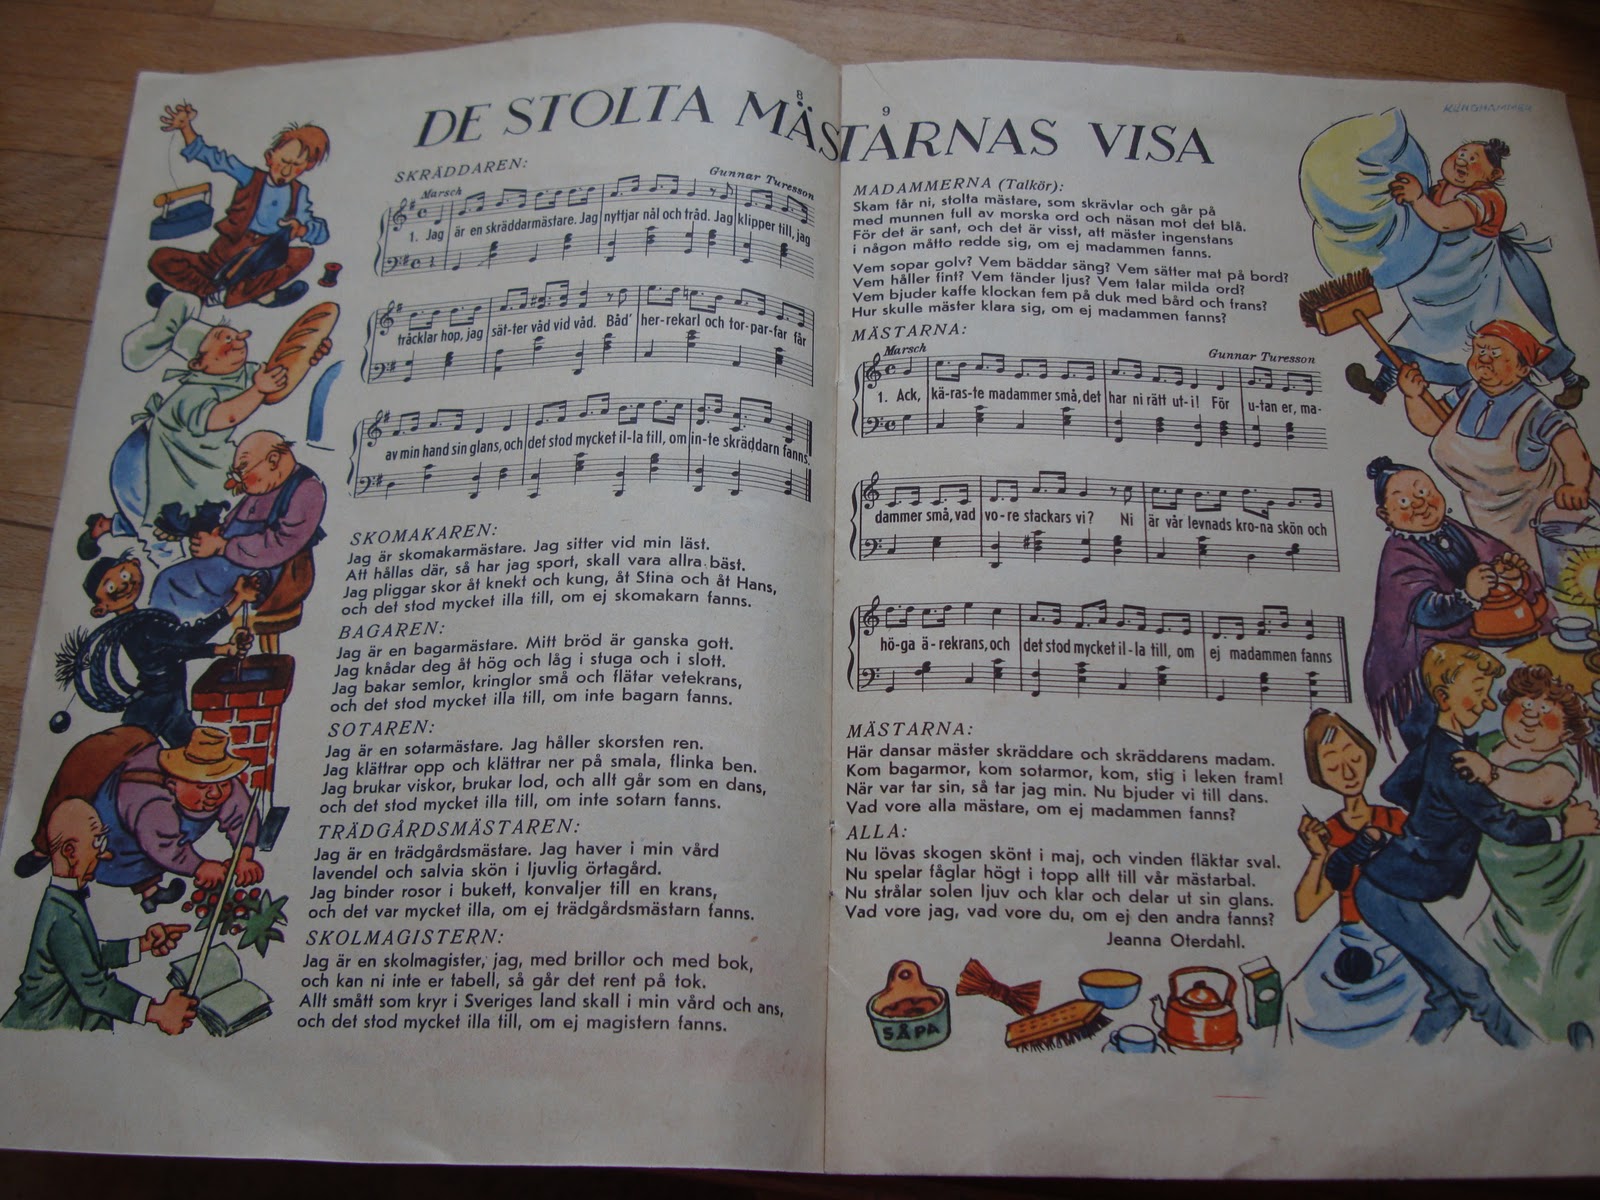 8
9
DE STOLTA MÄSTARNAS VISA
SKRÄDDAREN:
Gunnar Turesson
Marsch
1. Jag är en skräddarmästare. Jag nyttjar nål och tråd. Jag klipper till, jag
tråcklar hop, jag sät-ter våd vid våd. Båd' her-rekarl och tor-par-far får
av min hand sin glans, och det stod mycket il-la till, om in-te skräddarn fanns.
SKOMAKAREN:
Jag är skomakarmästare. Jag sitter vid min läst.
Att hållas där, så har jag sport, skall vara allra bäst.
Jag pliggar skor åt knekt och kung, åt Stina och åt Hans,
och det stod mycket illa till, om ej skomakarn fanns.
BAGAREN:
Jag är en bagarmästare. Mitt bröd är ganska gott.
Jag knådar deg åt hög och låg i stuga och i slott.
Jag bakar semlor, kringlor små och flätar vetekrans,
och det stod mycket illa till, om inte bagarn fanns.
SOTAREN:
Jag är en sotarmästare. Jag håller skorsten ren.
Jag klättrar opp och klättrar ner på smala, flinka ben.
Jag brukar viskor, brukar lod, och allt går som en dans,
och det stod mycket illa till, om inte sotarn fanns.
TRÄDGÅRDSMÄSTAREN:
Jag är en trädgårdsmästare. Jag haver i min vård
lavendel och salvia skön i ljuvlig örtagård.
Jag binder rosor i bukett, konvaljer till en krans,
och det var mycket illa, om ej trädgårdsmästarn fanns.
SKOLMAGISTERN:
Jag är en skolmagister, jag, med brillor och med bok,
och kan ni inte er tabell, så går det rent på tok.
Allt smått som kryr i Sveriges land skall i min vård och ans,
och det stod mycket illa till, om ej magistern fanns.
MADAMMERNA (Talkör):
Skam får ni, stolta mästare, som skrävlar och går på
med munnen full av morska ord och näsan mot det blå.
För det är sant, och det är visst, att mäster ingenstans
i någon måtto redde sig, om ej madammen fanns.
Vem sopar golv? Vem bäddar säng? Vem sätter mat på bord?
Vem håller fint? Vem tänder ljus? Vem talar milda ord?
Vem bjuder kaffe klockan fem på duk med bård och frans?
Hur skulle mäster klara sig, om ej madammen fanns?
MÄSTARNA:
Marsch
Gunnar Turesson
1. Ack, kä-ras-te madammer små, det har ni rätt ut-i! För u-tan er, ma-
dammer små, vad vo-re stackars vi? Ni är vår levnads kro-na skön och
hö-ga ä-rekrans, och det stod mycket il-la till, om ej madammen fanns
MÄSTARNA:
Här dansar mäster skräddare och skräddarens madam.
Kom bagarmor, kom sotarmor, kom, stig i leken fram!
När var tar sin, så tar jag min. Nu bjuder vi till dans.
Vad vore alla mästare, om ej madammen fanns?
ALLA:
Nu lövas skogen skönt i maj, och vinden fläktar sval.
Nu spelar fåglar högt i topp allt till vår mästarbal.
Nu strålar solen ljuv och klar och delar ut sin glans.
Vad vore jag, vad vore du, om ej den andra fanns?
Jeanna Oterdahl.
SÅPA